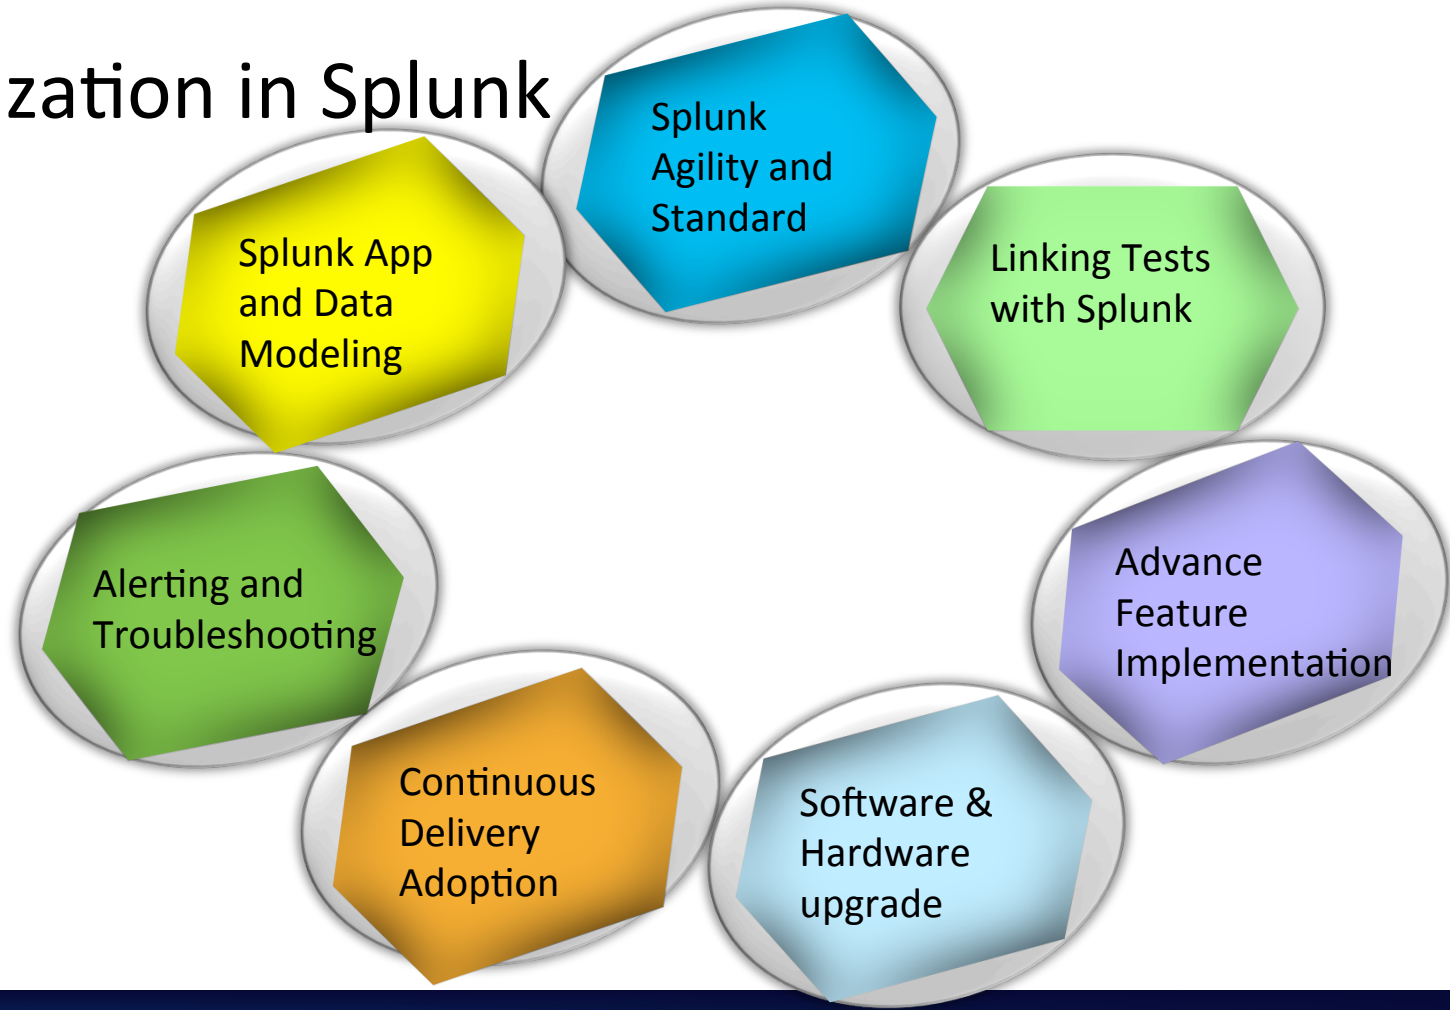 zation in Splunk
Splunk
Agility and
Standard
Linking Tests
with Splunk
Advance
Feature
Implementation
Software &
Hardware
upgrade
Continuous
Delivery
Adoption
Alerting and
Troubleshooting
Splunk App
and Data
Modeling